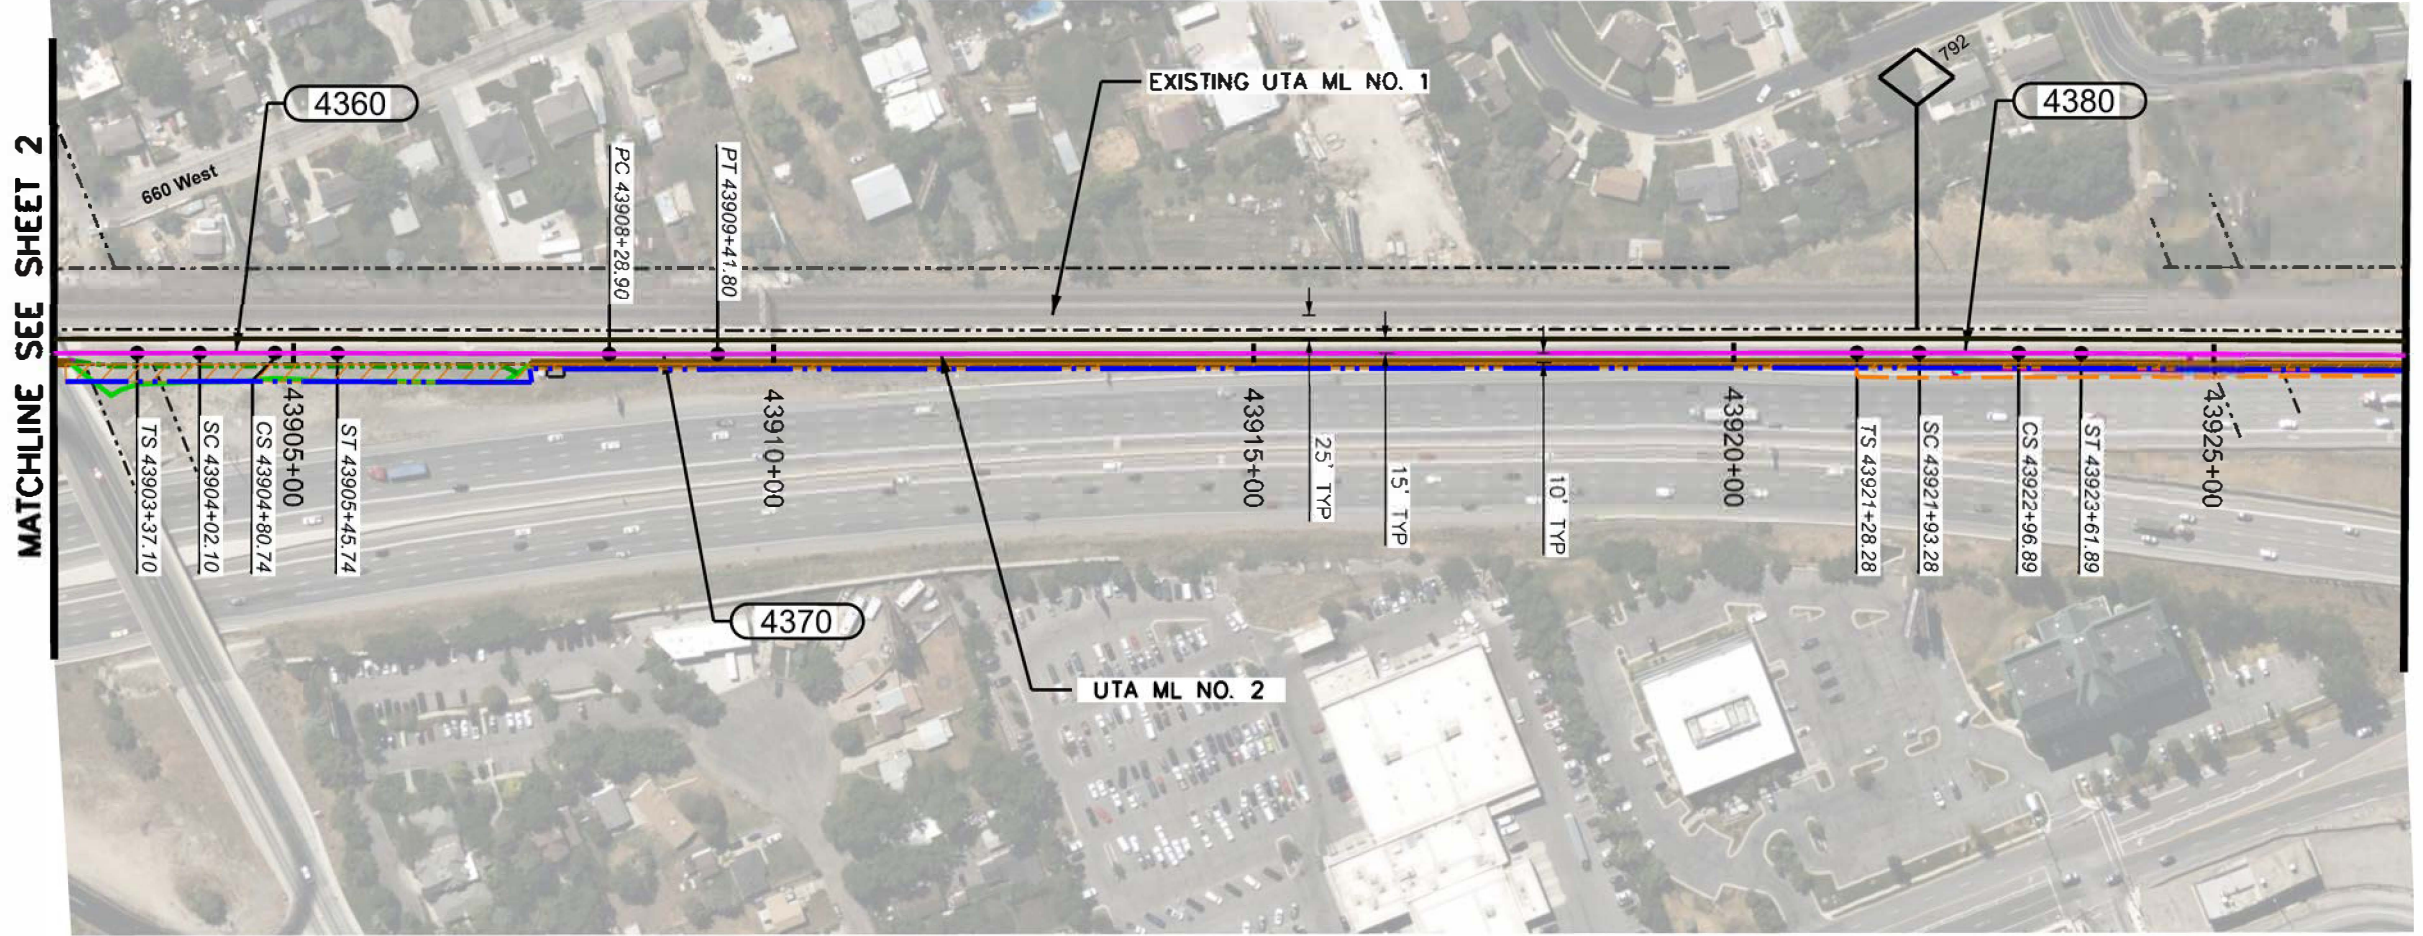 MATCHLINE SEE SHEET 2
4360
660 West
PC 43908+28.90
PT 43909+41.80
EXISTING UTA ML NO. 1
792
4380
TS 43903+37.10
SC 43904+02.10
CS 43904+80.74
43905+00
ST 43905+45.74
43910+00
43915+00
25' TYP
15' TYP
10' TYP
43920+00
TS 43921+28.28
SC 43921+93.28
CS 43922+96.89
ST 43923+61.89
43925+00
4370
UTA ML NO. 2